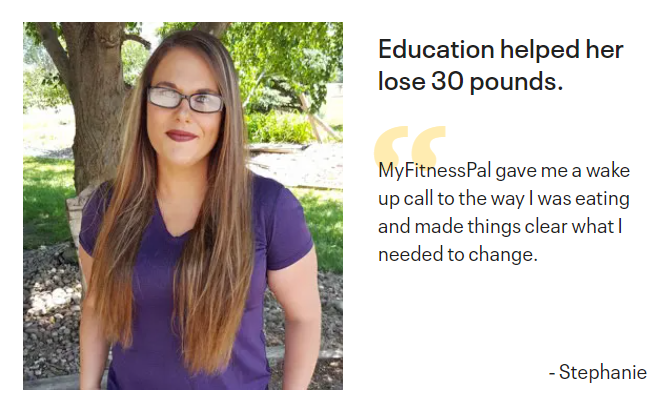 Education helped her
lose 30 pounds.
“
MyFitnessPal gave me a wake
up call to the way I was eating
and made things clear what I
needed to change.
- Stephanie